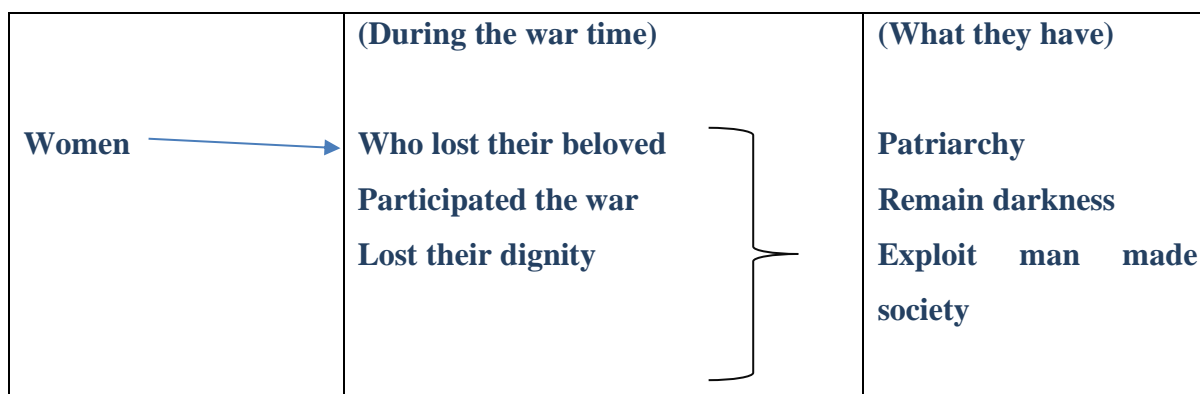 (During the war time)
(What they have)
Women
Who lost their beloved
Participated the war
Lost their dignity
Patriarchy
Remain darkness
Exploit man made
society